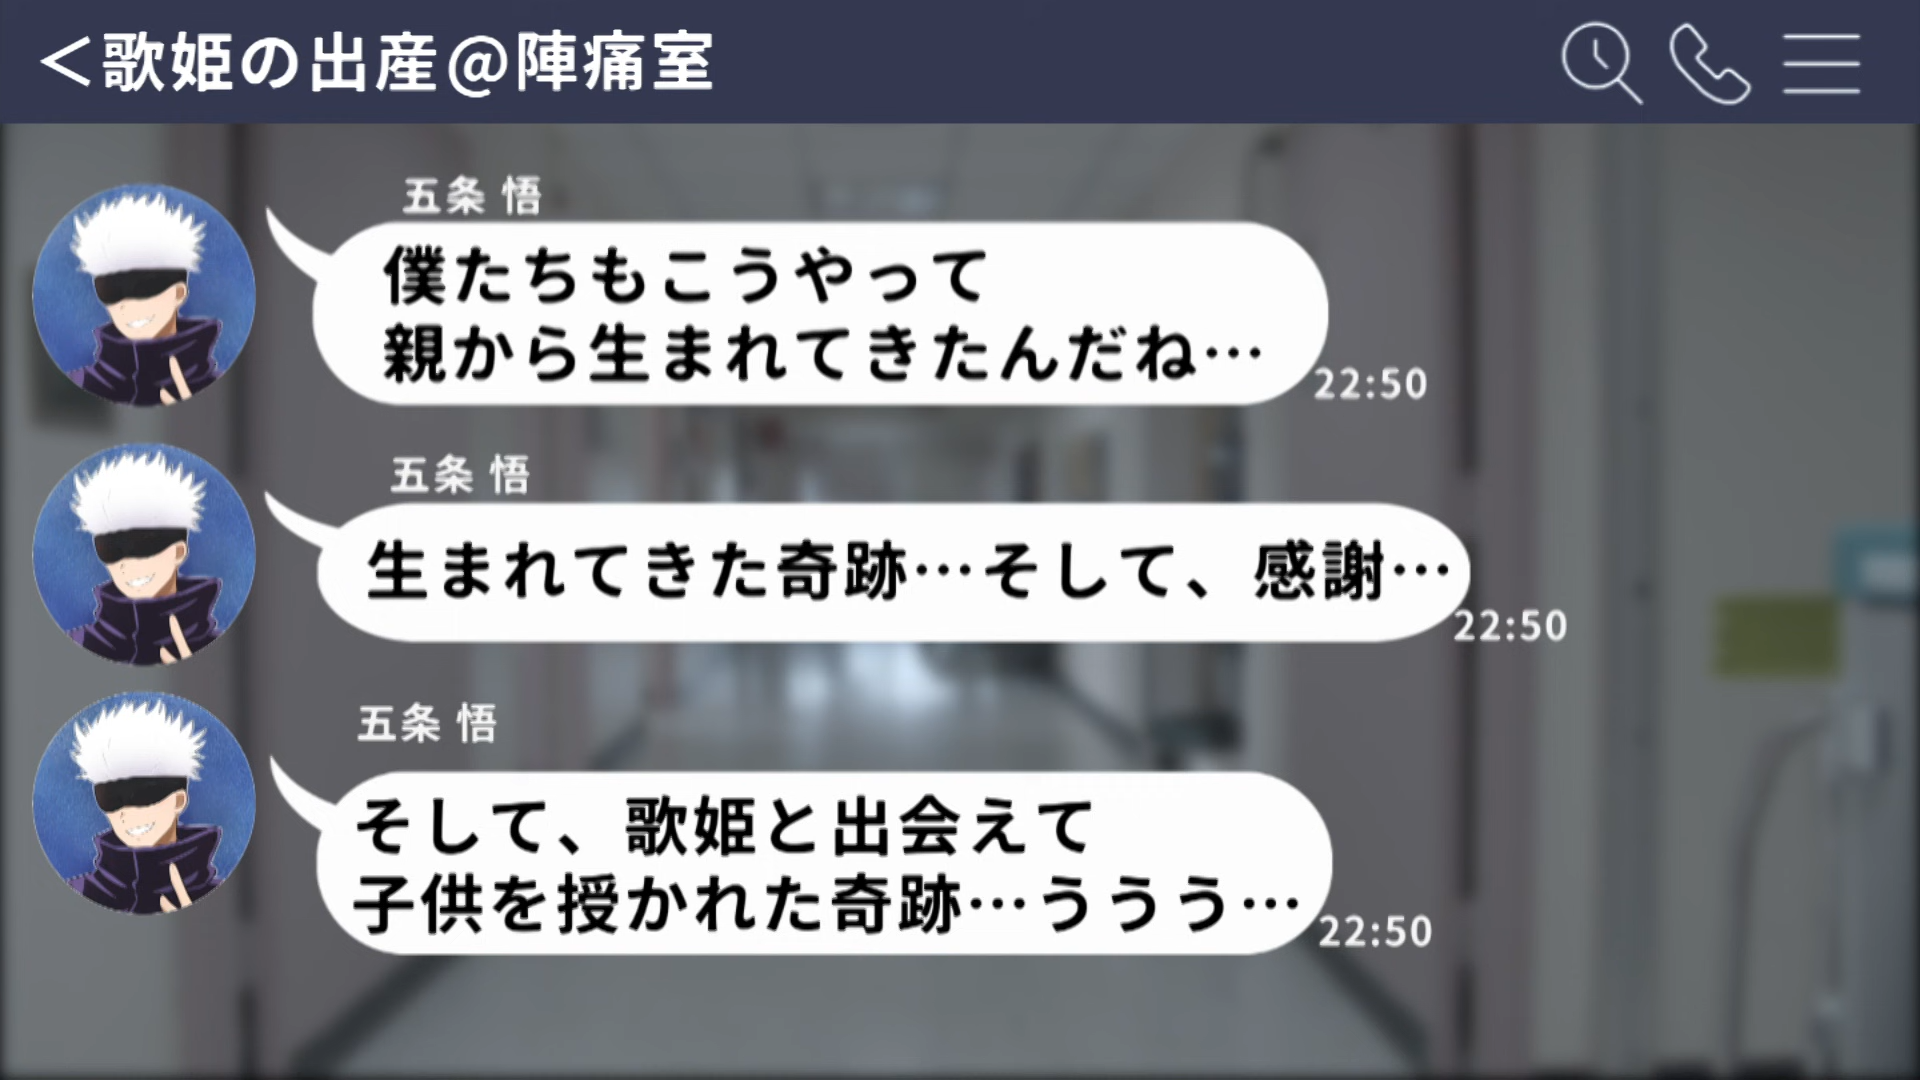 ＜歌姫の出産@陣痛室
五条 悟
僕たちもこうやって
親から生まれてきたんだね…
22:50
五条 悟
生まれてきた奇跡…そして、感謝…
22:50
五条 悟
そして、歌姫と出会えて
子供を授かれた奇跡…ううう…
22:50